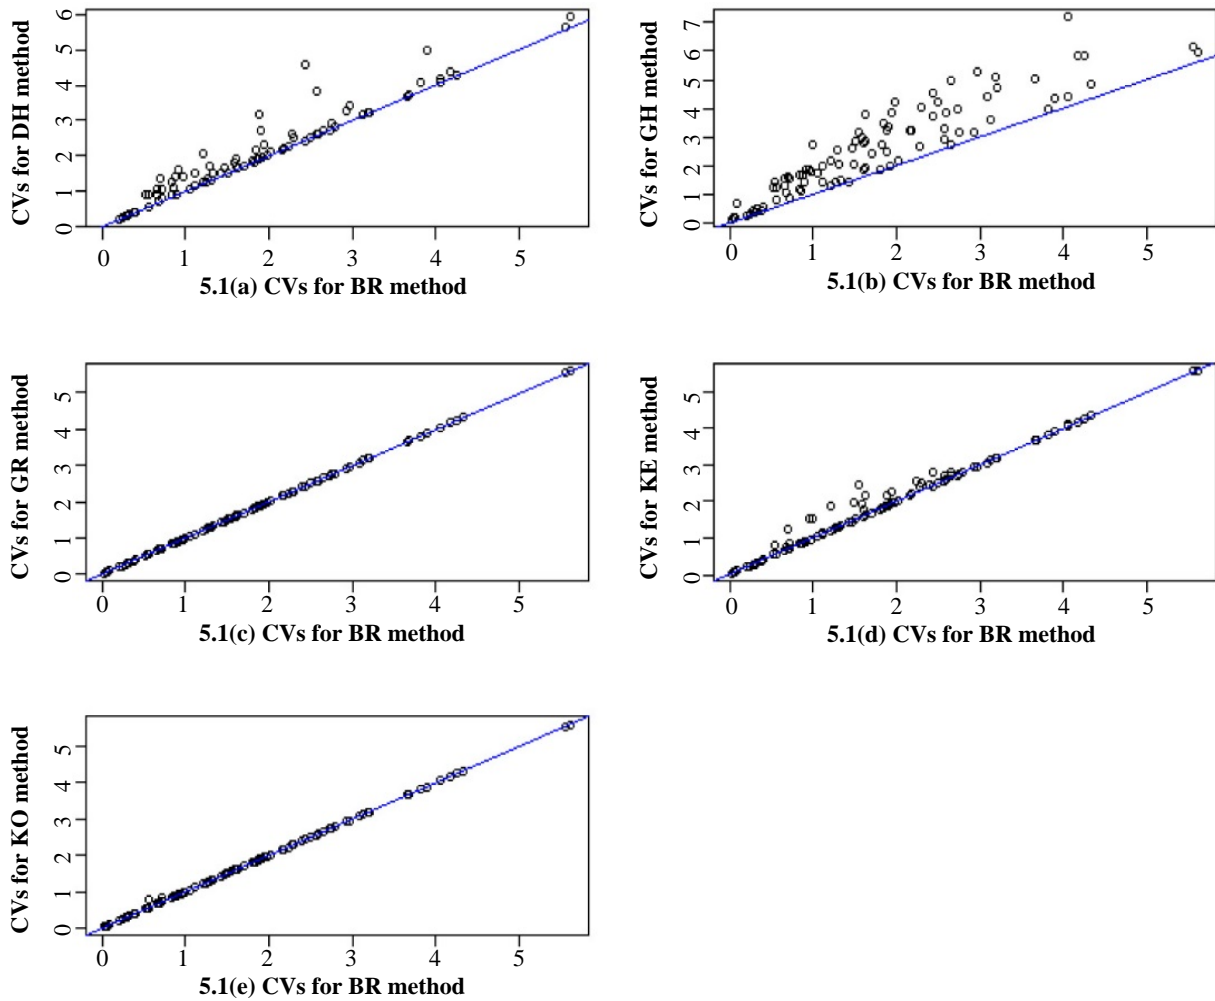 CVs for DH method
6
5
4
3
2
1
0
0 1 2 3 4 5
5.1(a) CVs for BR method
CVs for GH method
7
6
5
4
3
2
1
0
0 1 2 3 4 5
5.1(b) CVs for BR method
CVs for GR method
5
4
3
2
1
0
0 1 2 3 4 5
5.1(c) CVs for BR method
CVs for KE method
5
4
3
2
1
0
0 1 2 3 4 5
5.1(d) CVs for BR method
CVs for KO method
5
4
3
2
1
0
0 1 2 3 4 5
5.1(e) CVs for BR method